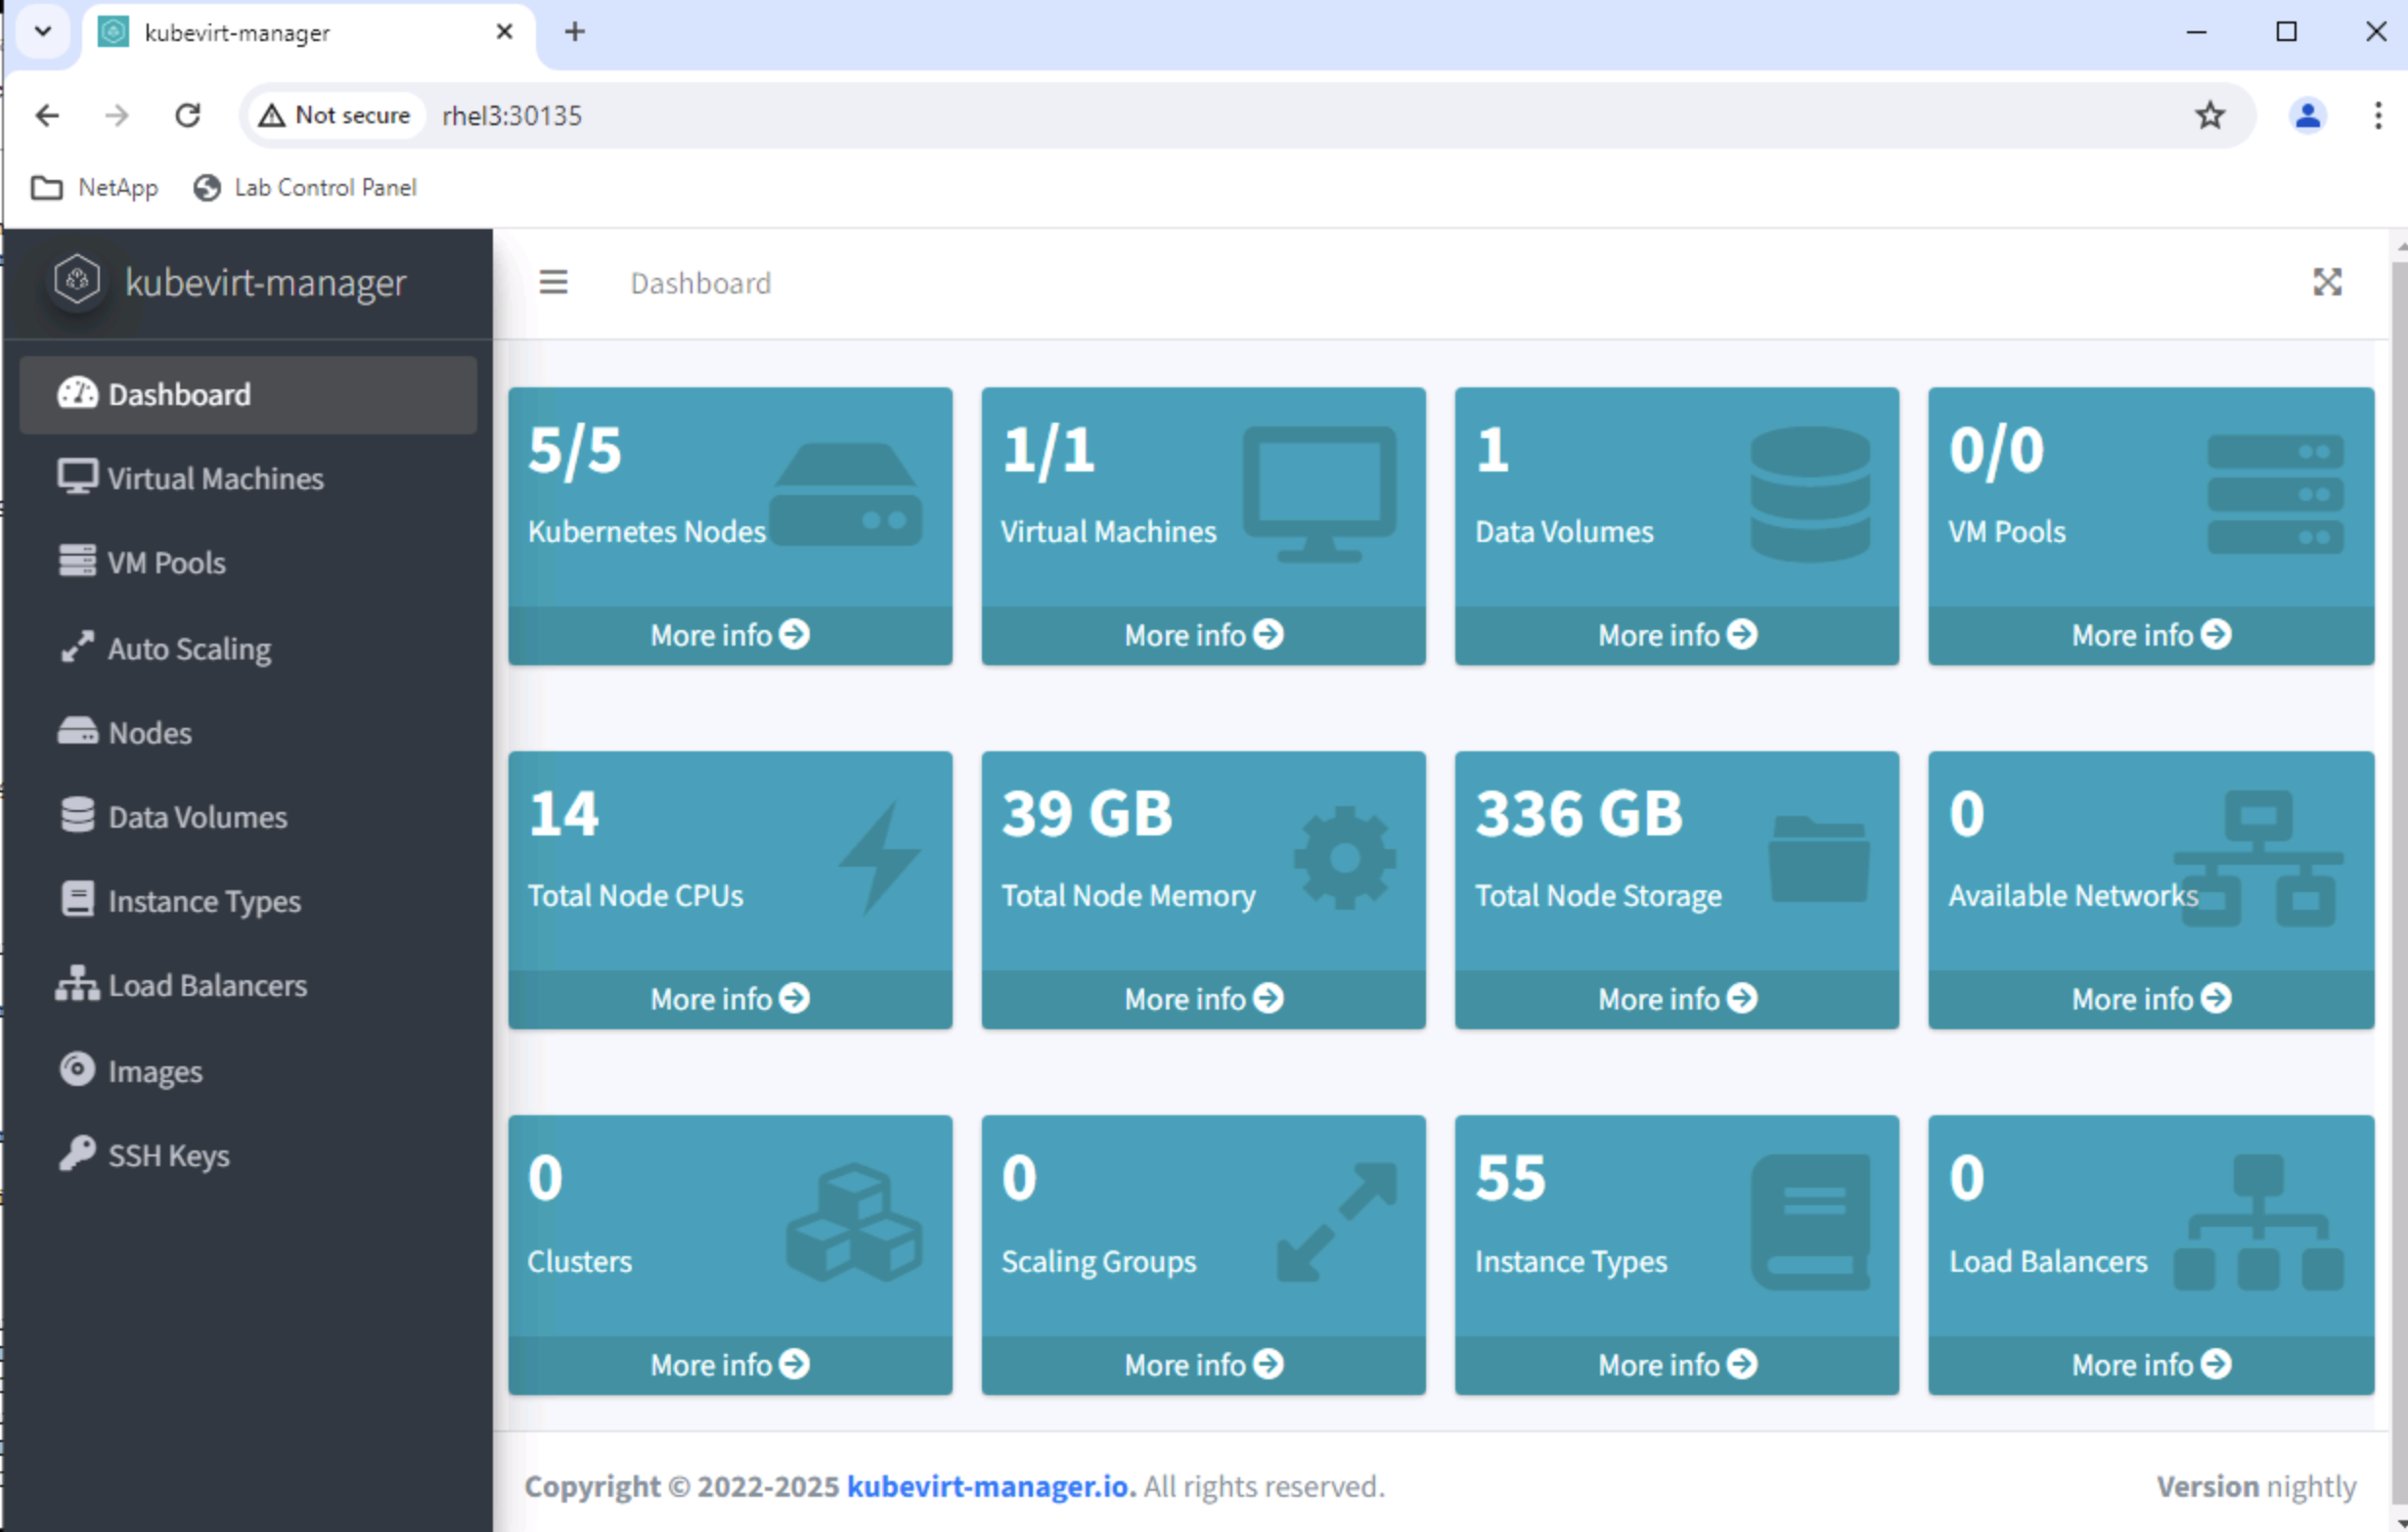 kubevirt-manager
Not secure rhel3:30135
NetApp Lab Control Panel
kubevirt-manager
Dashboard
Virtual Machines
VM Pools
Auto Scaling
Nodes
Data Volumes
Instance Types
Load Balancers
Images
SSH Keys
Dashboard
5/5
Kubernetes Nodes
More info
1/1
Virtual Machines
More info
1
Data Volumes
More info
0/0
VM Pools
More info
14
Total Node CPUs
More info
39 GB
Total Node Memory
More info
336 GB
Total Node Storage
More info
0
Available Networks
More info
0
Clusters
More info
0
Scaling Groups
More info
55
Instance Types
More info
0
Load Balancers
More info
Copyright © 2022-2025 kubevirt-manager.io. All rights reserved.
Version nightly